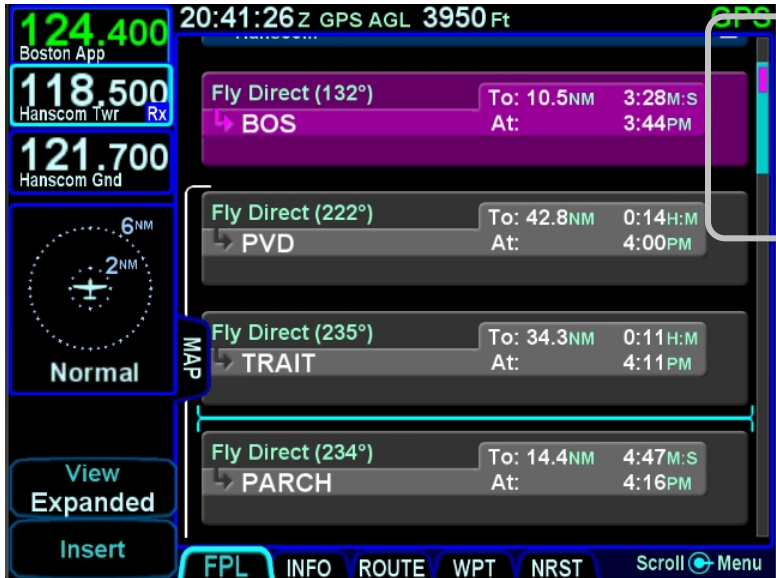 124.400
Boston App
20:41:26 Z GPS AGL 3950 Ft
GPS
118.500
Hanscom Twr Rx
121.700
Hanscom Gnd
6NM
2NM
Normal
View
Expanded
Insert
MAP
Fly Direct (132°) To: 10.5NM 3:28M:S
BOS At: 3:44PM
Fly Direct (222°) To: 42.8NM 0:14H:M
PVD At: 4:00PM
Fly Direct (235°) To: 34.3NM 0:11H:M
TRAIT At: 4:11PM
Fly Direct (234°) To: 14.4NM 4:47M:S
PARCH At: 4:16PM
FPL INFO ROUTE WPT NRST Scroll Menu